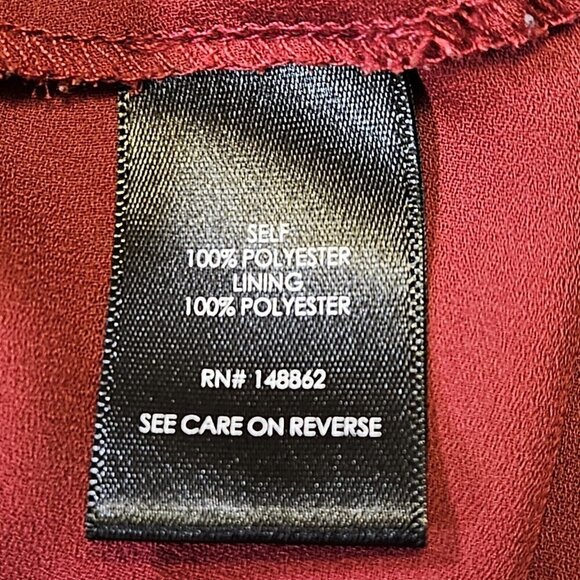 SELF
100% POLYESTER
LINING
100% POLYESTER
RN# 148862
SEE CARE ON REVERSE